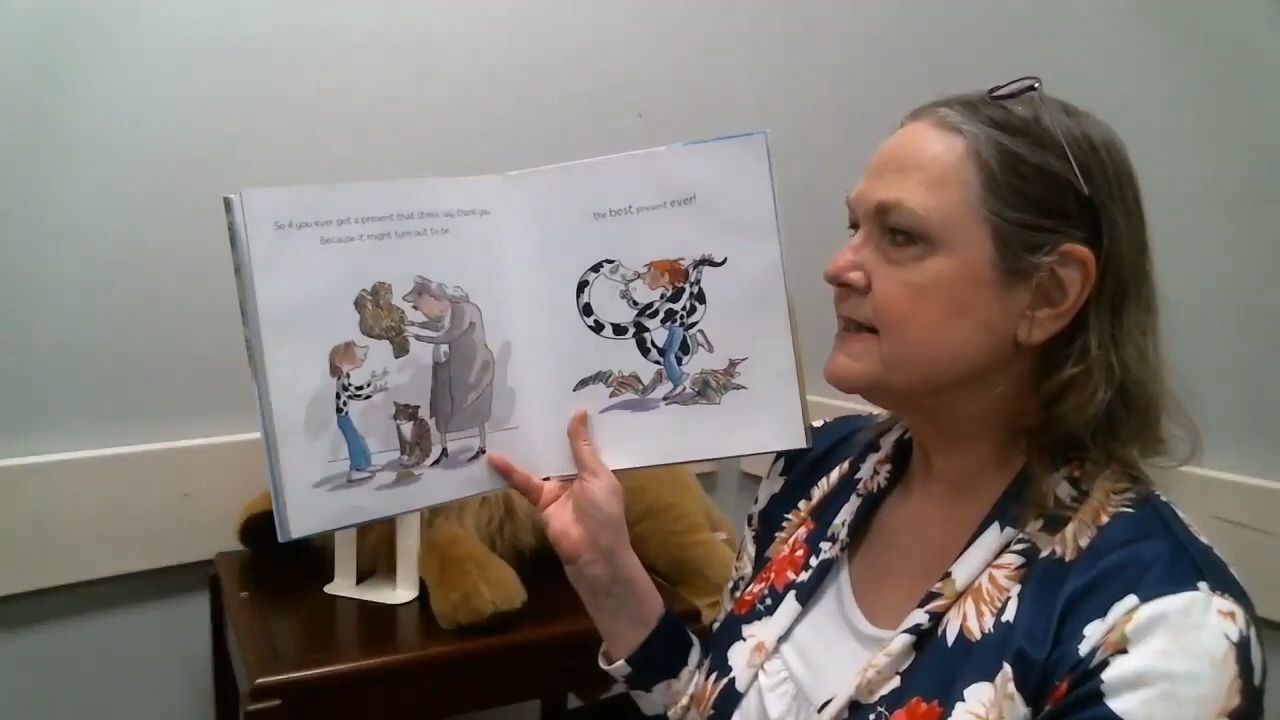 So if you ever get a present that stinks, say thank you.
Because it might turn out to be
the best present ever!